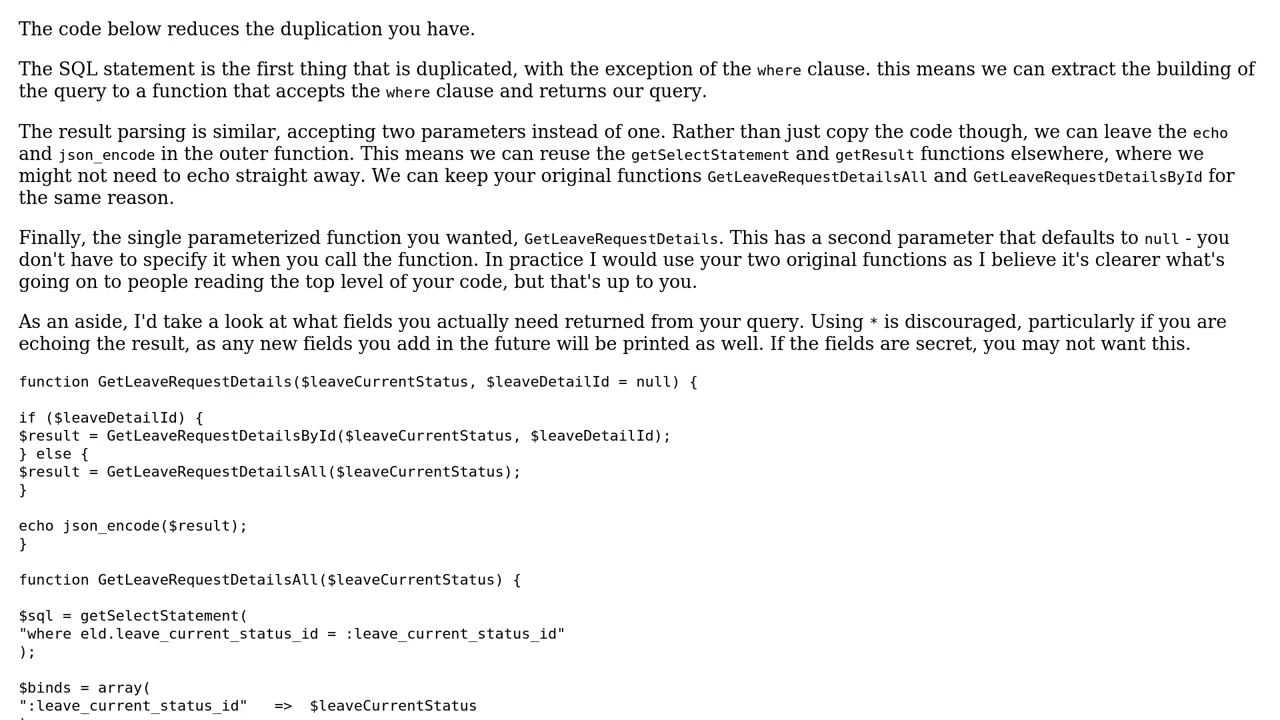 The code below reduces the duplication you have.
The SQL statement is the first thing that is duplicated, with the exception of the where clause. this means we can extract the building of
the query to a function that accepts the where clause and returns our query.
The result parsing is similar, accepting two parameters instead of one. Rather than just copy the code though, we can leave the echo
and json_encode in the outer function. This means we can reuse the getSelectStatement and getResult functions elsewhere, where we
might not need to echo straight away. We can keep your original functions GetLeaveRequestDetailsAll and GetLeaveRequestDetailsById for
the same reason.
Finally, the single parameterized function you wanted, GetLeaveRequestDetails. This has a second parameter that defaults to null - you
don't have to specify it when you call the function. In practice I would use your two original functions as I believe it's clearer what's
going on to people reading the top level of your code, but that's up to you.
As an aside, I'd take a look at what fields you actually need returned from your query. Using * is discouraged, particularly if you are
echoing the result, as any new fields you add in the future will be printed as well. If the fields are secret, you may not want this.
function GetLeaveRequestDetails($leaveCurrentStatus, $leaveDetailId = null) {
if ($leaveDetailId) {
$result = GetLeaveRequestDetailsById($leaveCurrentStatus, $leaveDetailId);
} else {
$result = GetLeaveRequestDetailsAll($leaveCurrentStatus);
}
echo json_encode($result);
}
function GetLeaveRequestDetailsAll($leaveCurrentStatus) {
$sql = getSelectStatement(
"where eld.leave_current_status_id = :leave_current_status_id"
);
$binds = array(
":leave_current_status_id"   =>  $leaveCurrentStatus